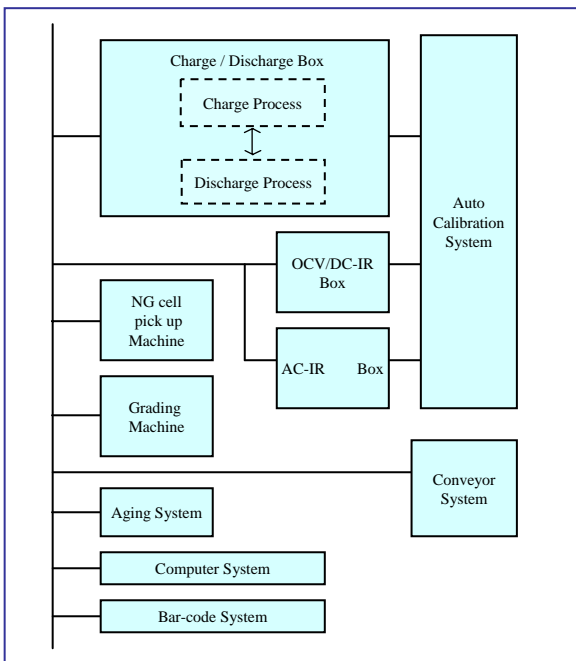 Charge / Discharge Box
Charge Process
Discharge Process
Auto
Calibration
System
OCV/DC-IR
Box
NG cell
pick up
Machine
AC-IR Box
Grading
Machine
Conveyor
System
Aging System
Computer System
Bar-code System